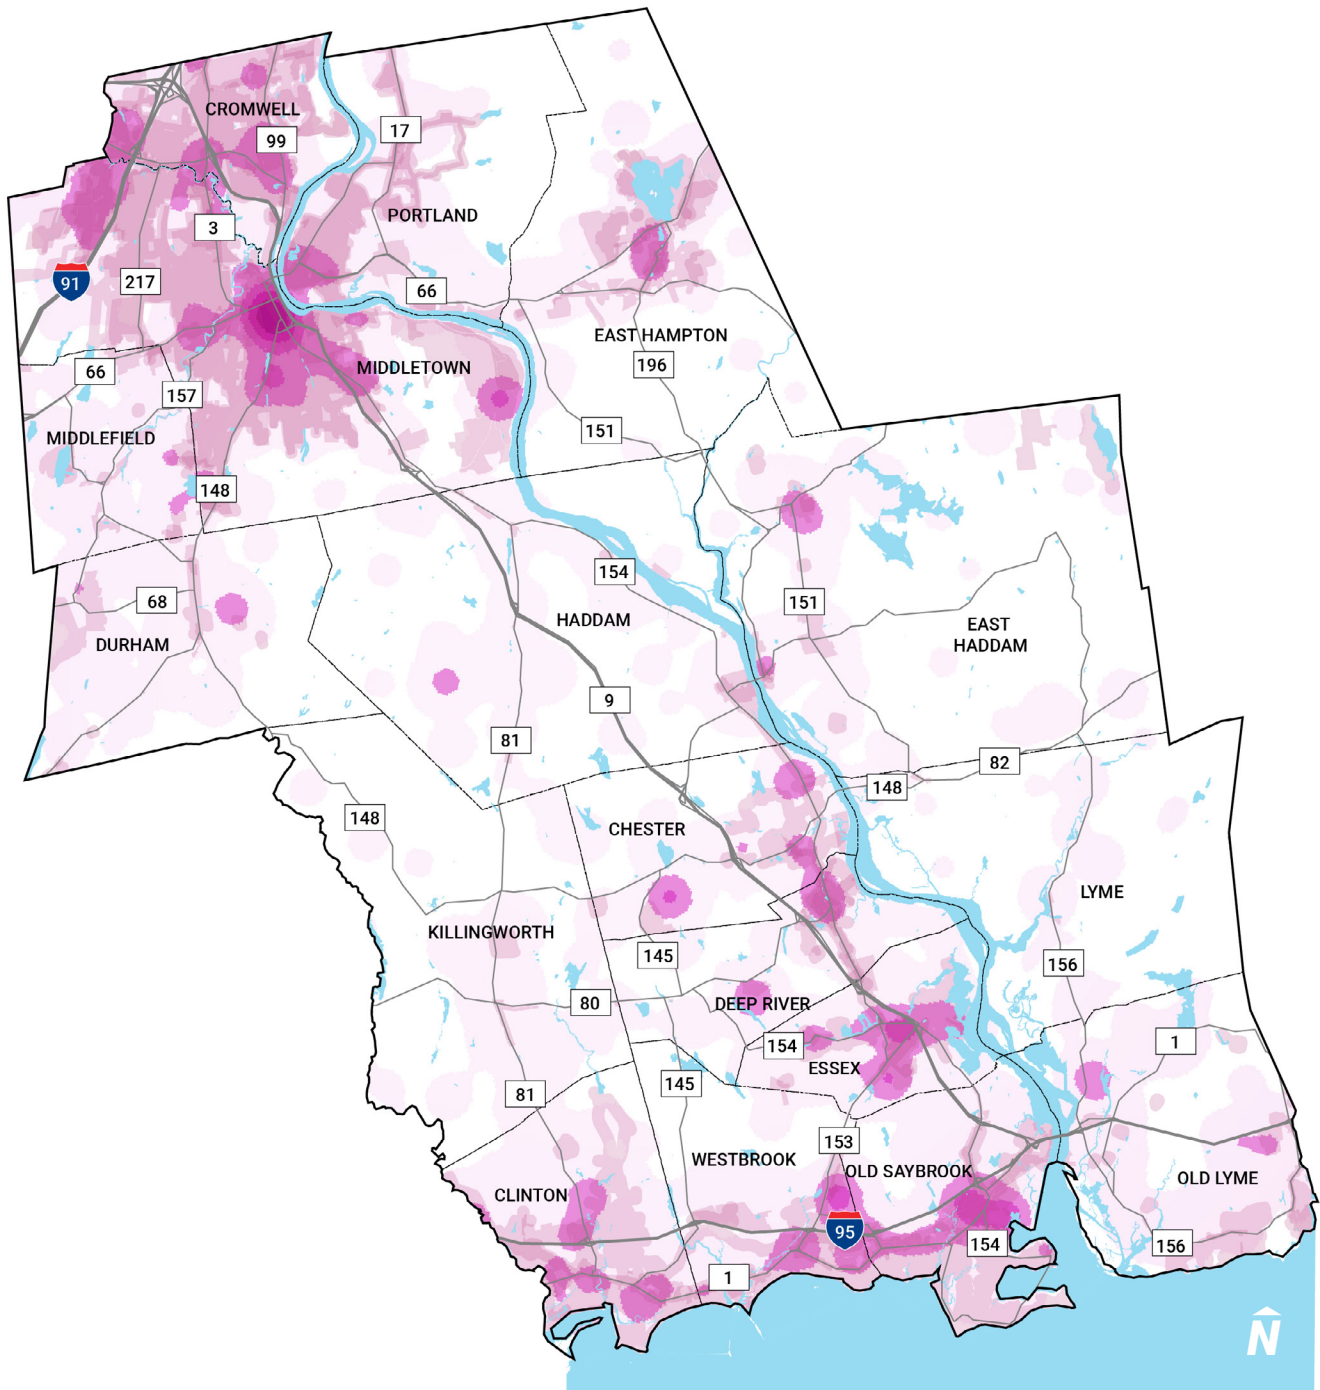 CROMWELL
99
17
PORTLAND
3
91
217
66
EAST HAMPTON
196
MIDDLETOWN
66
157
151
MIDDLEFIELD
148
154
68
151
HADDAM
EAST
HADDAM
DURHAM
9
81
82
148
148
CHESTER
LYME
KILLINGWORTH
145
156
80
DEEP RIVER
154
1
ESSEX
145
81
153
WESTBROOK
OLD SAYBROOK
OLD LYME
CLINTON
95
154
156
1
N